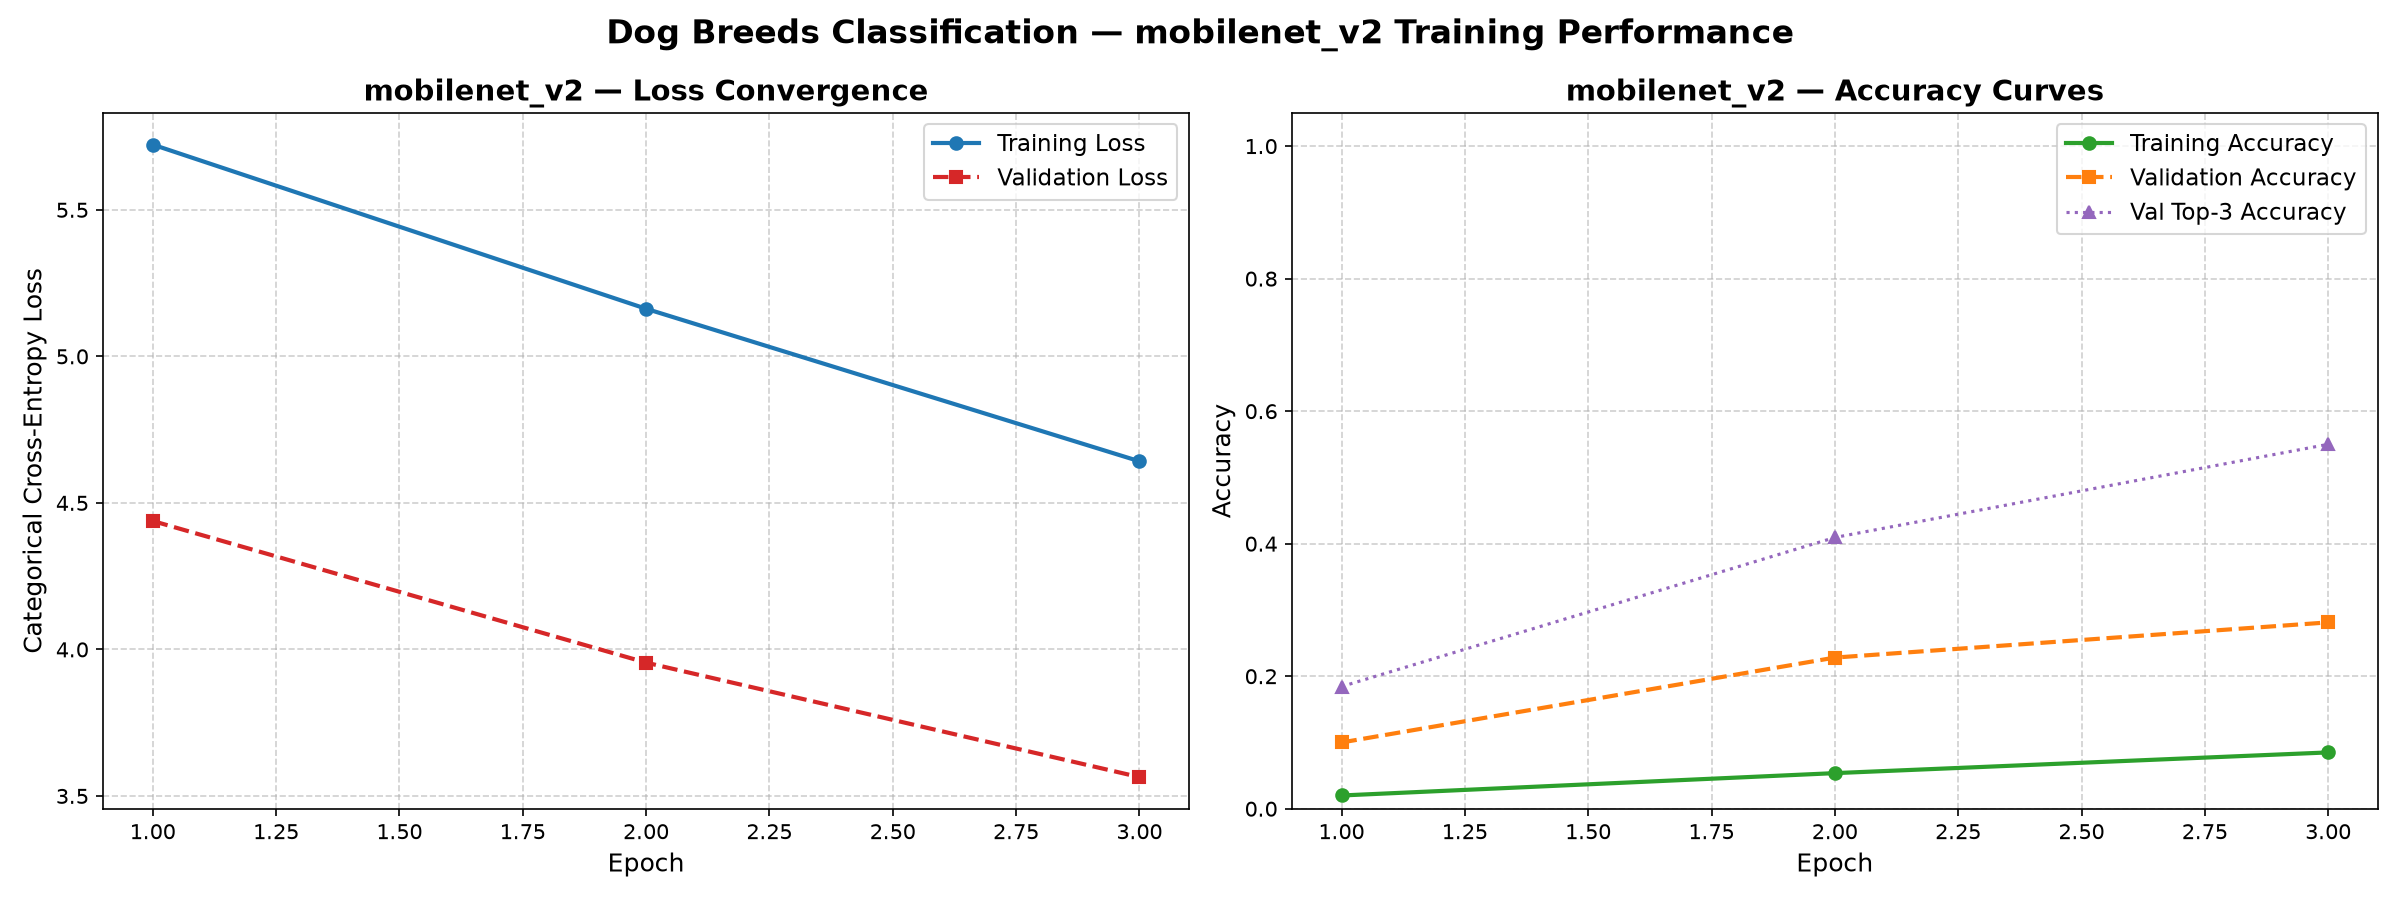 Dog Breeds Classification — mobilenet_v2 Training Performance
mobilenet_v2 — Loss Convergence
Training Loss
Validation Loss
Categorical Cross-Entropy Loss
5.5
5.0
4.5
4.0
3.5
1.00 1.25 1.50 1.75 2.00 2.25 2.50 2.75 3.00
Epoch
mobilenet_v2 — Accuracy Curves
Training Accuracy
Validation Accuracy
Val Top-3 Accuracy
Accuracy
1.0
0.8
0.6
0.4
0.2
0.0
1.00 1.25 1.50 1.75 2.00 2.25 2.50 2.75 3.00
Epoch